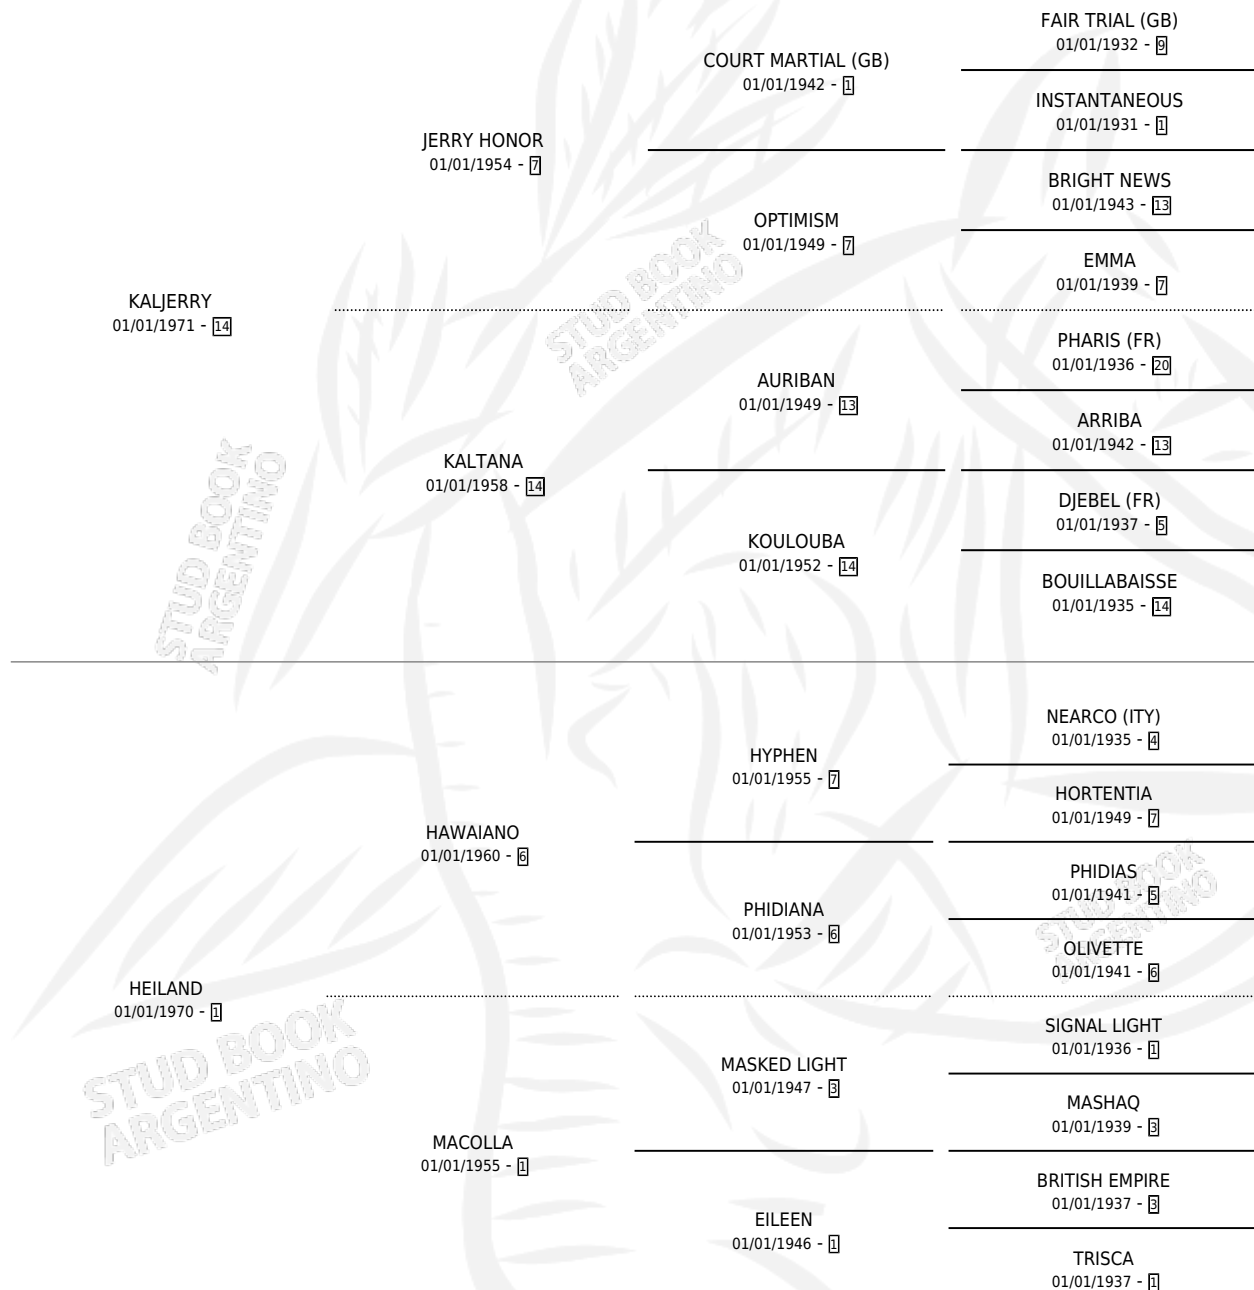 FAIR TRIAL (GB)
01/01/1932 - 9
COURT MARTIAL (GB)
01/01/1942 - 1
INSTANTANEOUS
01/01/1931 - 1
JERRY HONOR
01/01/1954 - 7
BRIGHT NEWS
01/01/1943 - 13
OPTIMISM
01/01/1949 - 7
EMMA
01/01/1939 - 7
KALJERRY
01/01/1971 - 14
PHARIS (FR)
01/01/1936 - 20
AURIBAN
01/01/1949 - 13
ARRIBA
01/01/1942 - 13
KALTANA
01/01/1958 - 14
DJEBEL (FR)
01/01/1937 - 5
KOULOUBA
01/01/1952 - 14
BOUILLABAISSE
01/01/1935 - 14
NEARCO (ITY)
01/01/1935 - 4
HYPHEN
01/01/1955 - 7
HORTENTIA
01/01/1949 - 7
HAWAIANO
01/01/1960 - 6
PHIDIAS
01/01/1941 - 5
PHIDIANA
01/01/1953 - 6
OLIVETTE
01/01/1941 - 6
HEILAND
01/01/1970 - 1
SIGNAL LIGHT
01/01/1936 - 1
MASKED LIGHT
01/01/1947 - 3
MASHAQ
01/01/1939 - 3
MACOLLA
01/01/1955 - 1
BRITISH EMPIRE
01/01/1937 - 3
EILEEN
01/01/1946 - 1
TRISCA
01/01/1937 - 1
STUD BOOK
ARGENTINO
STUD BOOK
ARGENTINO
STUD BOOK
ARGENTINO
STUD BOOK
ARGENTINO